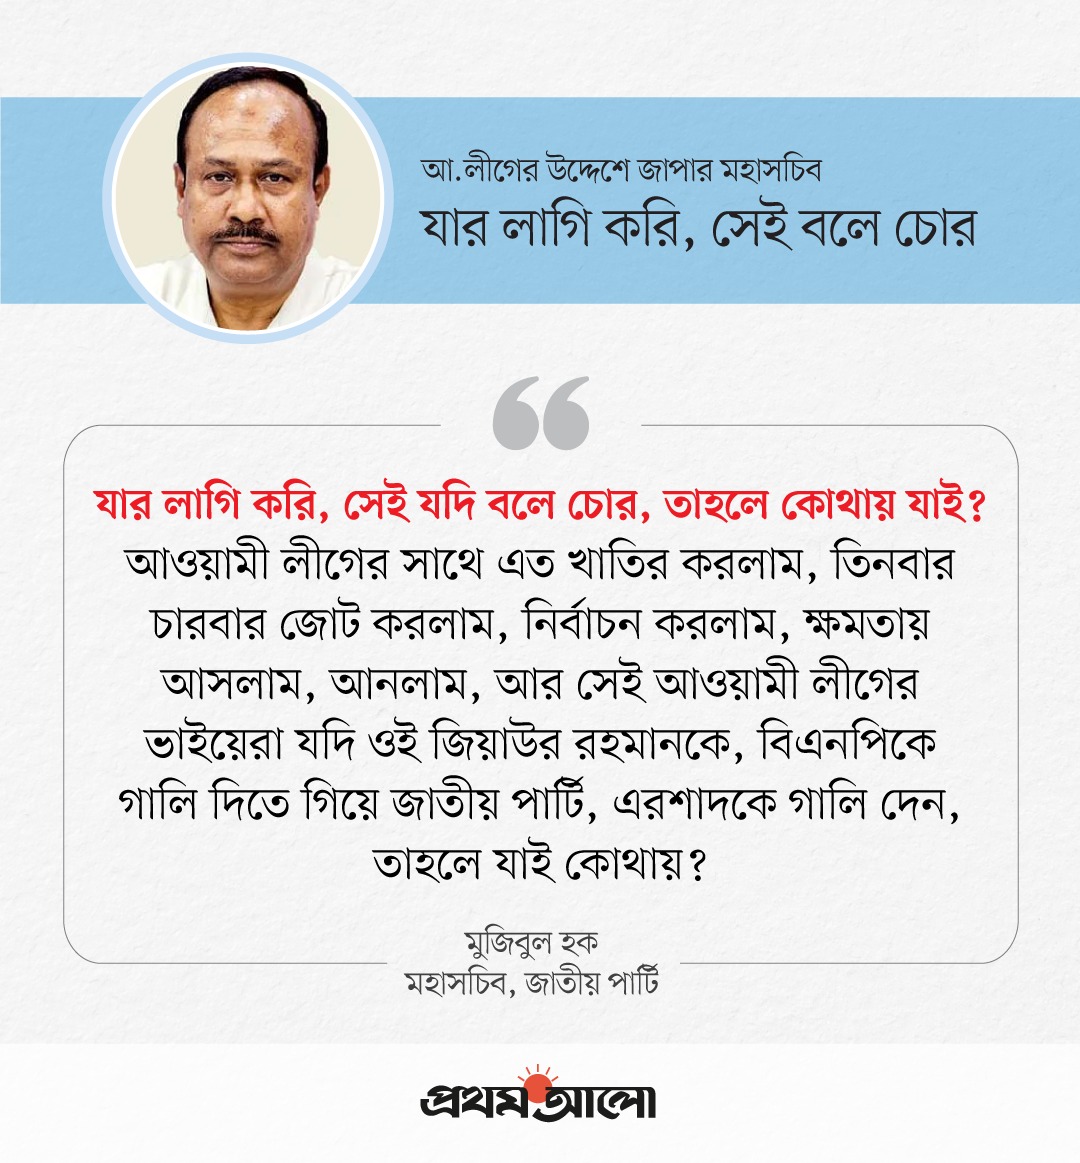 আ.লীগের উদ্দেশে জাপার মহাসচিব
যার লাগি করি, সেই বলে চোর
যার লাগি করি, সেই যদি বলে চোর, তাহলে কোথায় যাই?
আওয়ামী লীগের সাথে এত খাতির করলাম, তিনবার
চারবার জোট করলাম, নির্বাচন করলাম, ক্ষমতায়
আসলাম, আনলাম, আর সেই আওয়ামী লীগের
ভাইয়েরা যদি ওই জিয়াউর রহমানকে, বিএনপিকে
গালি দিতে গিয়ে জাতীয় পার্টি, এরশাদকে গালি দেন,
তাহলে যাই কোথায়?
মুজিবুল হক
মহাসচিব, জাতীয় পার্টি
প্রথম আলো